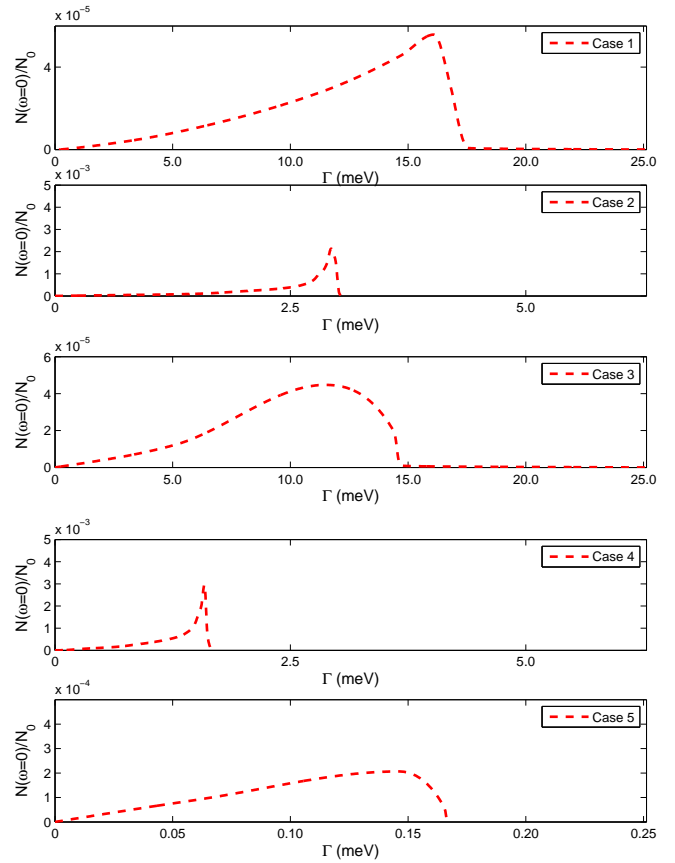 x 10⁻⁵
N(ω=0)/N₀
4
2
0
0 5.0 10.0 15.0 20.0 25.0
Γ (meV)
Case 1
x 10⁻³
N(ω=0)/N₀
5
4
3
2
1
0
0 2.5 5.0
Γ (meV)
Case 2
x 10⁻⁵
N(ω=0)/N₀
6
4
2
0
0 5.0 10.0 15.0 20.0 25.0
Γ (meV)
Case 3
x 10⁻³
N(ω=0)/N₀
5
4
3
2
1
0
0 2.5 5.0
Γ (meV)
Case 4
x 10⁻⁴
N(ω=0)/N₀
4
3
2
1
0
0 0.05 0.10 0.15 0.20 0.25
Γ (meV)
Case 5